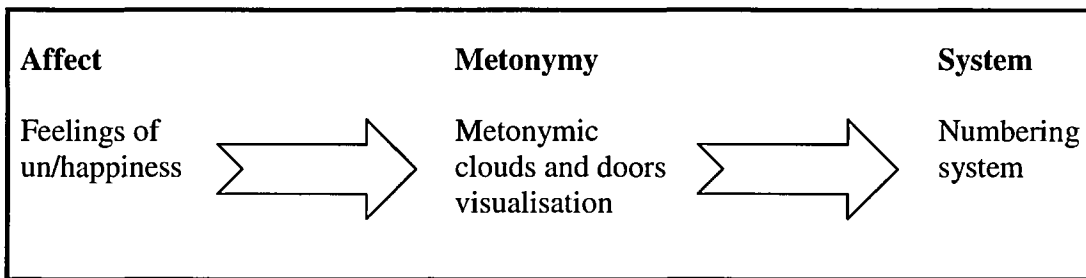 Affect
Metonymy
System
Feelings of
un/happiness
Metonymic
clouds and doors
visualisation
Numbering
system